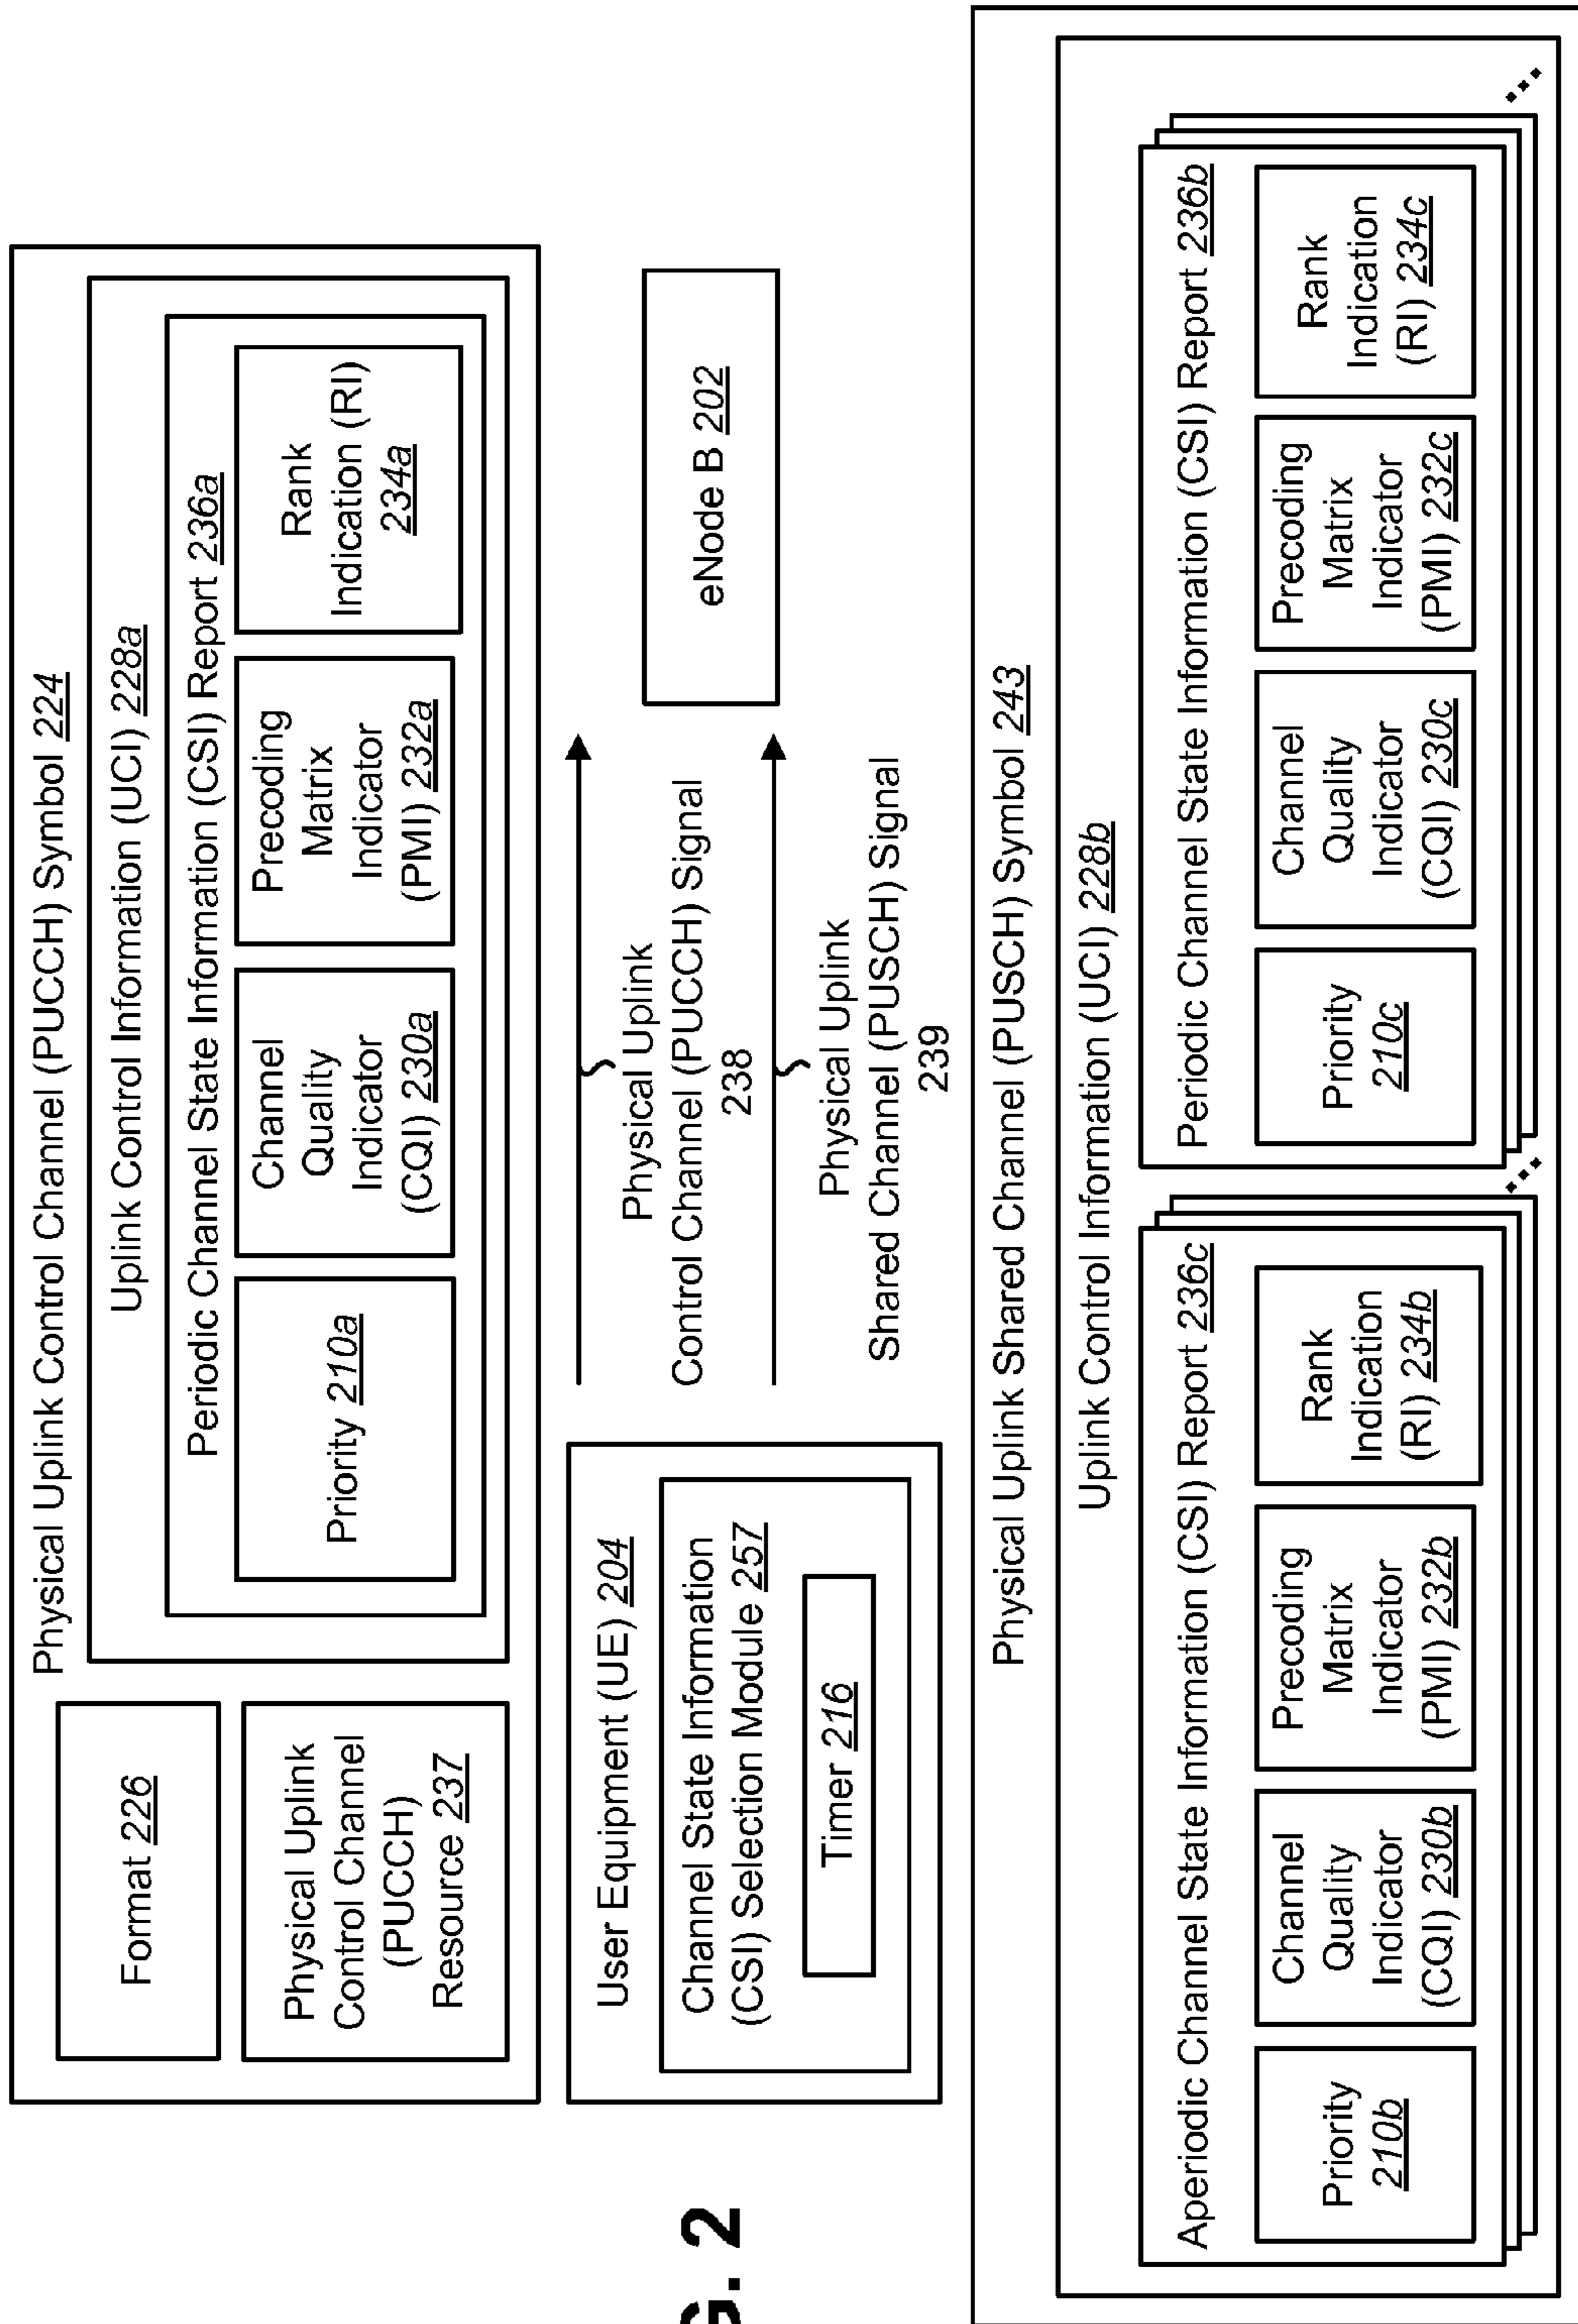 Physical Uplink Control Channel (PUCCH) Symbol 224
Format 226
Physical Uplink
Control Channel
(PUCCH)
Resource 237
Uplink Control Information (UCI) 228a
Periodic Channel State Information (CSI) Report 236a
Priority 210a
Channel
Quality
Indicator
(CQI) 230a
Precoding
Matrix
Indicator
(PMI) 232a
Rank
Indication (RI)
234a
User Equipment (UE) 204
Channel State Information
(CSI) Selection Module 257
Timer 216
Physical Uplink
Control Channel (PUCCH) Signal
238
Physical Uplink
Shared Channel (PUSCH) Signal
239
eNode B 202
G. 2
Physical Uplink Shared Channel (PUSCH) Symbol 243
Uplink Control Information (UCI) 228b
Aperiodic Channel State Information (CSI) Report 236c
Priority
210b
Channel
Quality
Indicator
(CQI) 230b
Precoding
Matrix
Indicator
(PMI) 232b
Rank
Indication
(RI) 234b
Periodic Channel State Information (CSI) Report 236b
Priority
210c
Channel
Quality
Indicator
(CQI) 230c
Precoding
Matrix
Indicator
(PMI) 232c
Rank
Indication
(RI) 234c